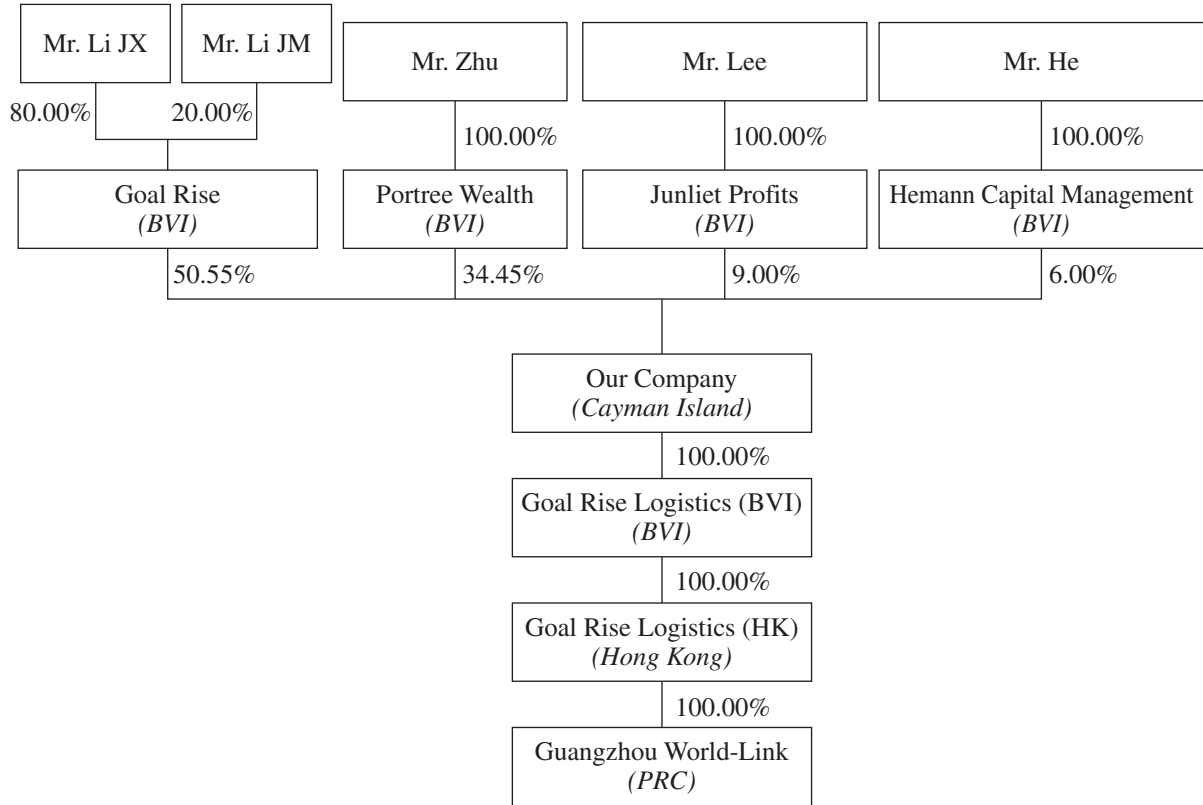 Mr. Li JX
Mr. Li JM
Mr. Zhu
Mr. Lee
Mr. He
80.00%
20.00%
100.00%
100.00%
100.00%
Goal Rise
(BVI)
Portree Wealth
(BVI)
Junliet Profits
(BVI)
Hemann Capital Management
(BVI)
50.55%
34.45%
9.00%
6.00%
Our Company
(Cayman Island)
100.00%
Goal Rise Logistics (BVI)
(BVI)
100.00%
Goal Rise Logistics (HK)
(Hong Kong)
100.00%
Guangzhou World-Link
(PRC)